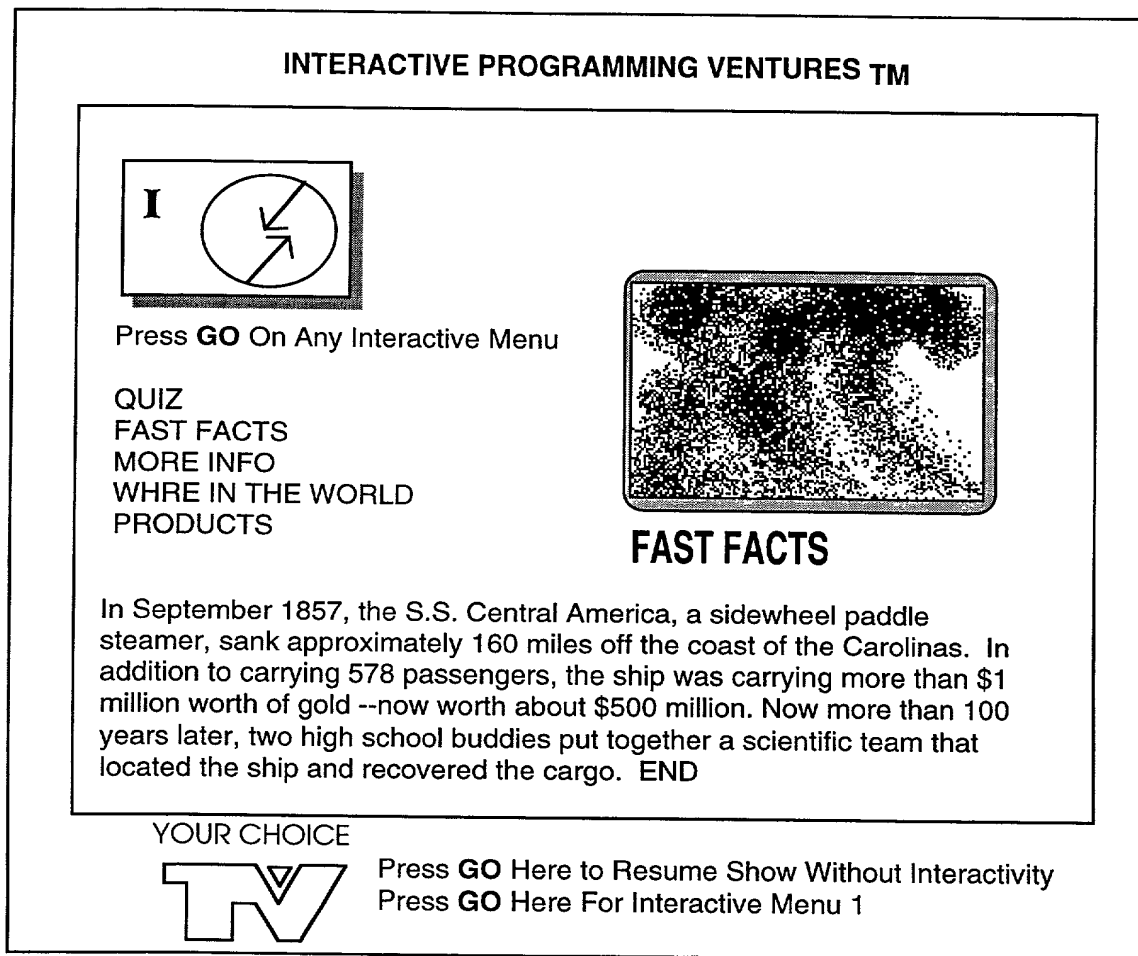 INTERACTIVE PROGRAMMING VENTURES TM
I
Press GO On Any Interactive Menu
QUIZ
FAST FACTS
MORE INFO
WHRE IN THE WORLD
PRODUCTS
FAST FACTS
In September 1857, the S.S. Central America, a sidewheel paddle
steamer, sank approximately 160 miles off the coast of the Carolinas. In
addition to carrying 578 passengers, the ship was carrying more than $1
million worth of gold --now worth about $500 million. Now more than 100
years later, two high school buddies put together a scientific team that
located the ship and recovered the cargo. END
YOUR CHOICE
TV
Press GO Here to Resume Show Without Interactivity
Press GO Here For Interactive Menu 1